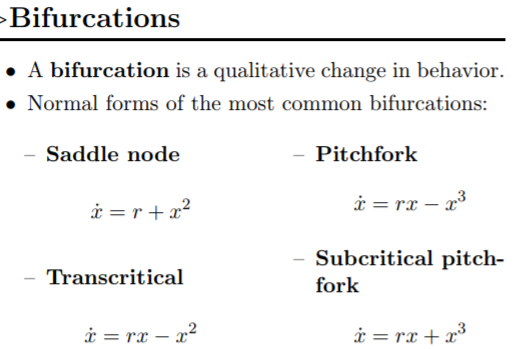 >Bifurcations
• A bifurcation is a qualitative change in behavior.
• Normal forms of the most common bifurcations:
– Saddle node
ẋ = r + x²
– Transcritical
ẋ = rx − x²
– Pitchfork
ẋ = rx − x³
– Subcritical pitch-
fork
ẋ = rx + x³